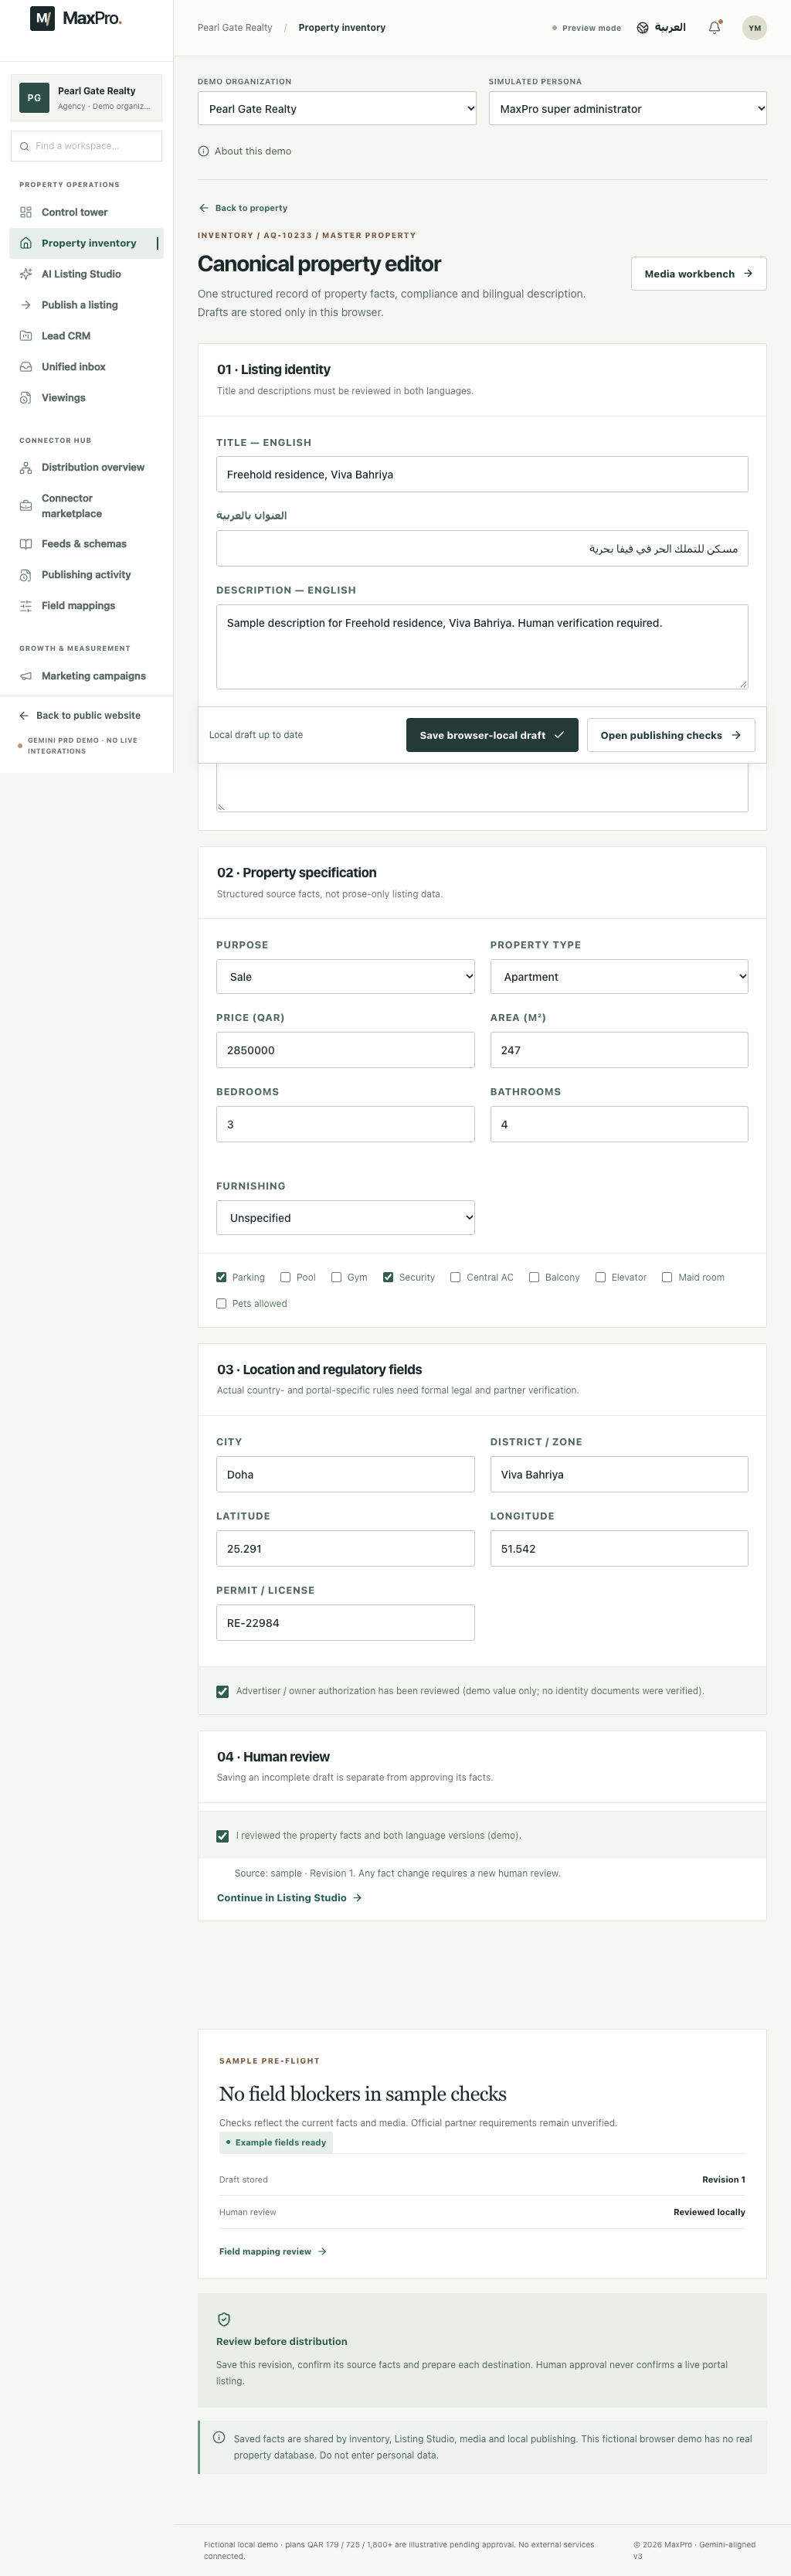 MaxPro.
Pearl Gate Realty / Property inventory
Preview mode
العربية
YM
PG
Pearl Gate Realty
Agency · Demo organiz...
Find a workspace...
PROPERTY OPERATIONS
Control tower
Property inventory
AI Listing Studio
Publish a listing
Lead CRM
Unified inbox
Viewings
CONNECTOR HUB
Distribution overview
Connector
marketplace
Feeds & schemas
Publishing activity
Field mappings
GROWTH & MEASUREMENT
Marketing campaigns
Back to public website
GEMINI PRD DEMO · NO LIVE
INTEGRATIONS
DEMO ORGANIZATION
Pearl Gate Realty
SIMULATED PERSONA
MaxPro super administrator
About this demo
Back to property
INVENTORY / AQ-10233 / MASTER PROPERTY
Canonical property editor
One structured record of property facts, compliance and bilingual description.
Drafts are stored only in this browser.
Media workbench
01 · Listing identity
Title and descriptions must be reviewed in both languages.
TITLE — ENGLISH
Freehold residence, Viva Bahriya
العنوان بالعربية
مسكن للتملك الحر في فيفا بحرية
DESCRIPTION — ENGLISH
Sample description for Freehold residence, Viva Bahriya. Human verification required.
Local draft up to date
Save browser-local draft
Open publishing checks
02 · Property specification
Structured source facts, not prose-only listing data.
PURPOSE
Sale
PROPERTY TYPE
Apartment
PRICE (QAR)
2850000
AREA (M²)
247
BEDROOMS
3
BATHROOMS
4
FURNISHING
Unspecified
Parking
Pool
Gym
Security
Central AC
Balcony
Elevator
Maid room
Pets allowed
03 · Location and regulatory fields
Actual country- and portal-specific rules need formal legal and partner verification.
CITY
Doha
DISTRICT / ZONE
Viva Bahriya
LATITUDE
25.291
LONGITUDE
51.542
PERMIT / LICENSE
RE-22984
Advertiser / owner authorization has been reviewed (demo value only; no identity documents were verified).
04 · Human review
Saving an incomplete draft is separate from approving its facts.
I reviewed the property facts and both language versions (demo).
Source: sample · Revision 1. Any fact change requires a new human review.
Continue in Listing Studio
SAMPLE PRE-FLIGHT
No field blockers in sample checks
Checks reflect the current facts and media. Official partner requirements remain unverified.
Example fields ready
Draft stored
Revision 1
Human review
Reviewed locally
Field mapping review
Review before distribution
Save this revision, confirm its source facts and prepare each destination. Human approval never confirms a live portal
listing.
Saved facts are shared by inventory, Listing Studio, media and local publishing. This fictional browser demo has no real
property database. Do not enter personal data.
Fictional local demo · plans QAR 179 / 725 / 1,800+ are illustrative pending approval. No external services
connected.
© 2026 MaxPro · Gemini-aligned
v3